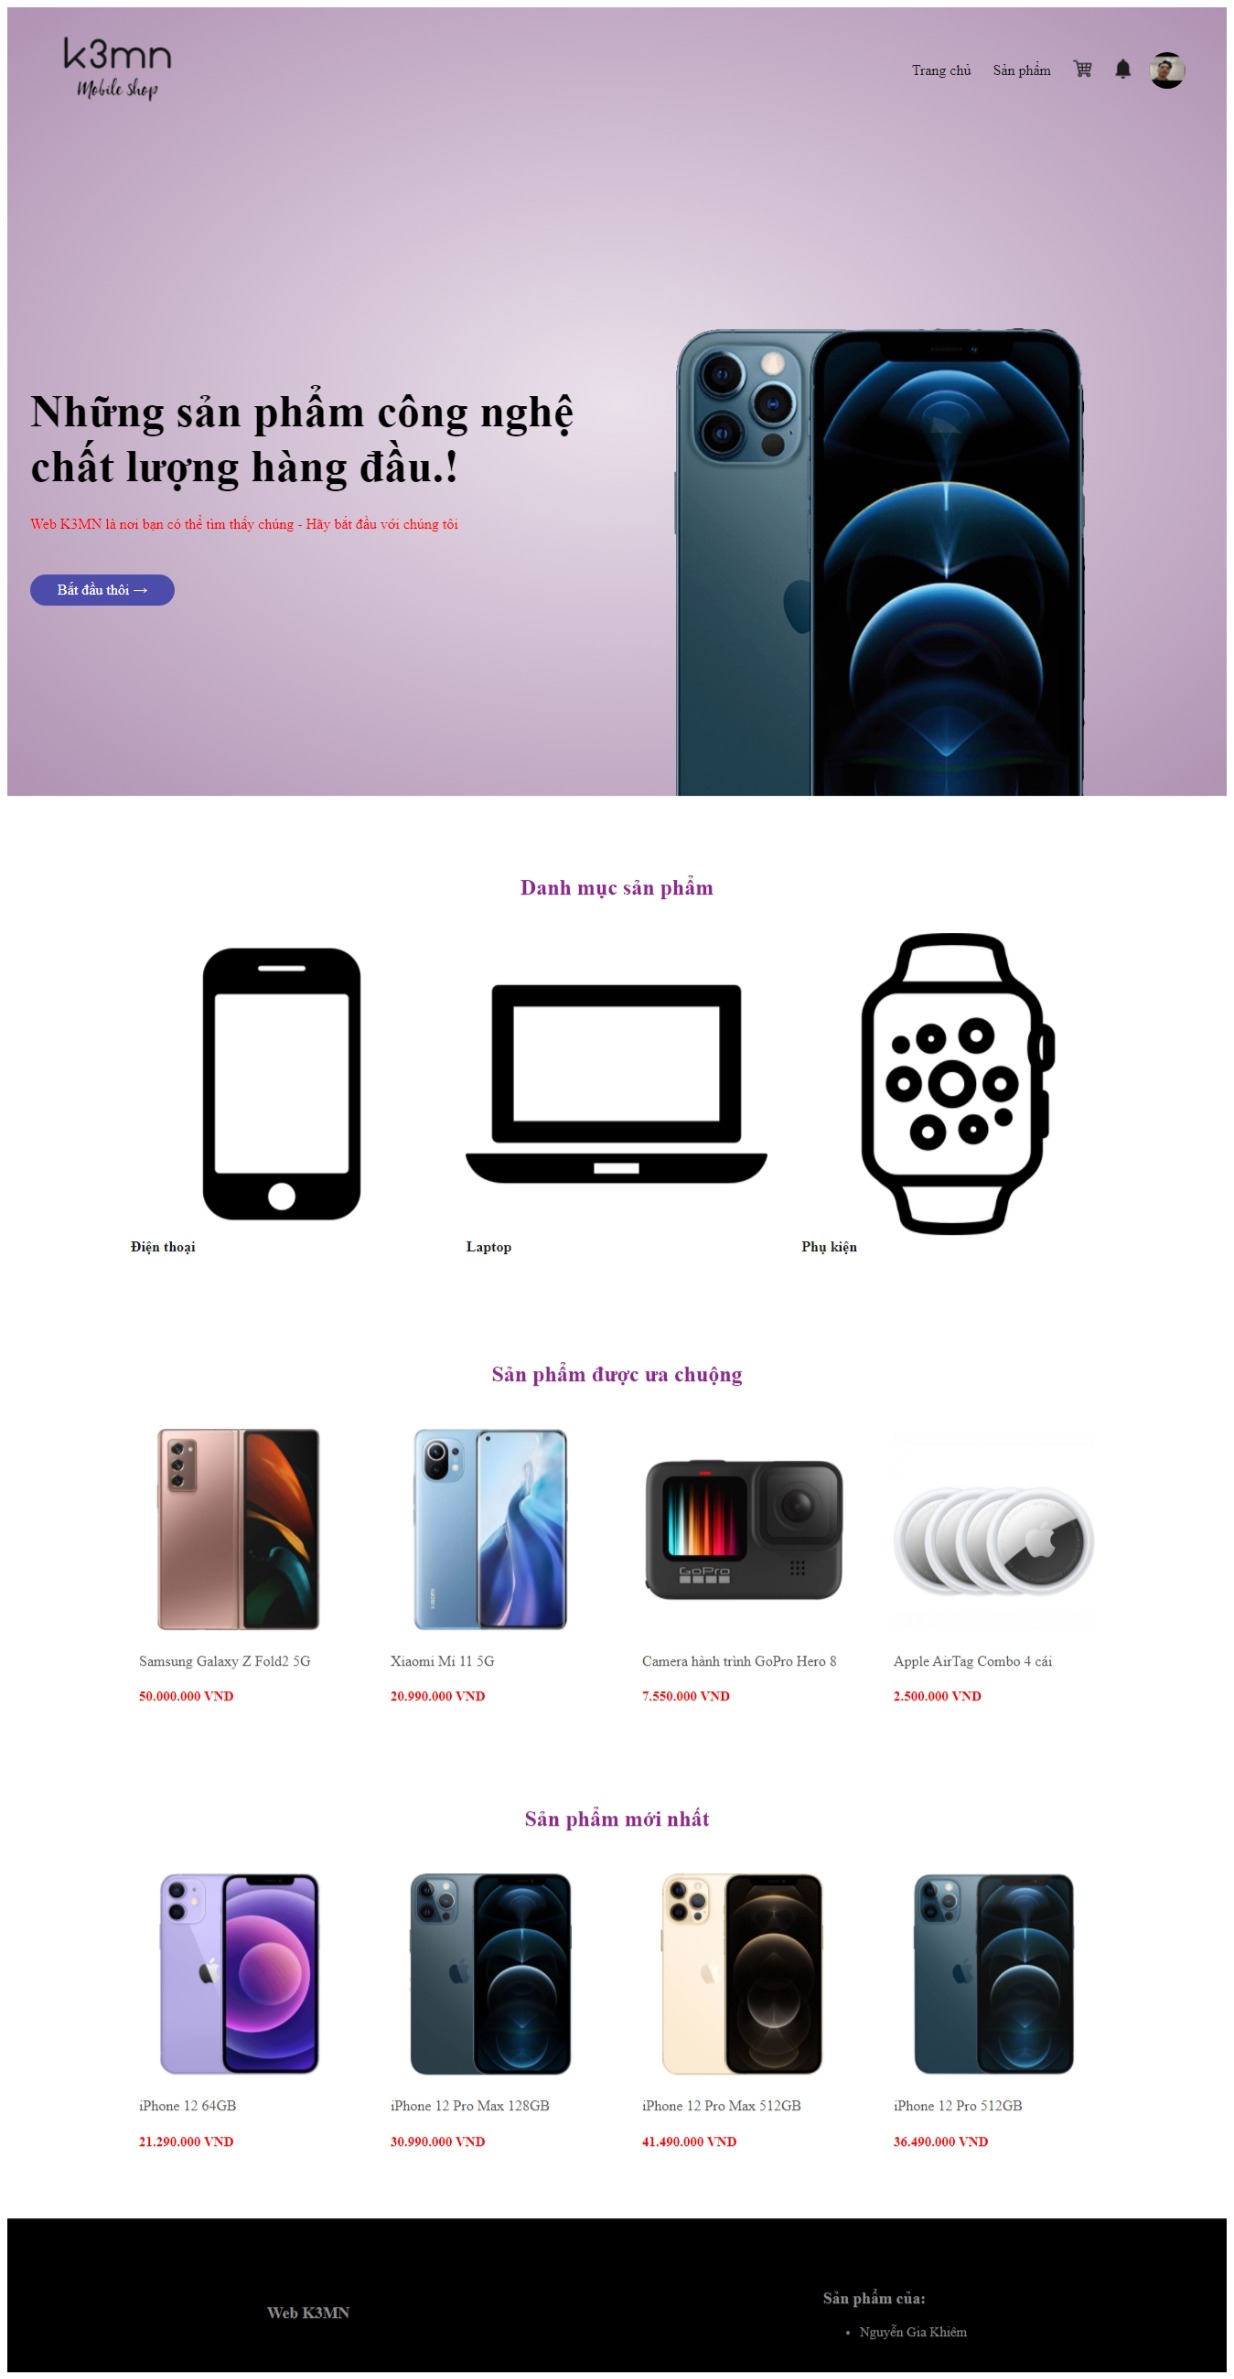 k3mn
Mobile shop
Trang chủ
Sản phẩm
Những sản phẩm công nghệ
chất lượng hàng đầu.!
Web K3MN là nơi bạn có thể tìm thấy chúng - Hãy bắt đầu với chúng tôi
Bắt đầu thôi →
Danh mục sản phẩm
Điện thoại
Laptop
Phụ kiện
Sản phẩm được ưa chuộng
GoPro
Samsung Galaxy Z Fold2 5G
Xiaomi Mi 11 5G
Camera hành trình GoPro Hero 8
Apple AirTag Combo 4 cái
50.000.000 VND
20.990.000 VND
7.550.000 VND
2.500.000 VND
Sản phẩm mới nhất
iPhone 12 64GB
iPhone 12 Pro Max 128GB
iPhone 12 Pro Max 512GB
iPhone 12 Pro 512GB
21.290.000 VND
30.990.000 VND
41.490.000 VND
36.490.000 VND
Web K3MN
Sản phẩm của:
• Nguyễn Gia Khiêm